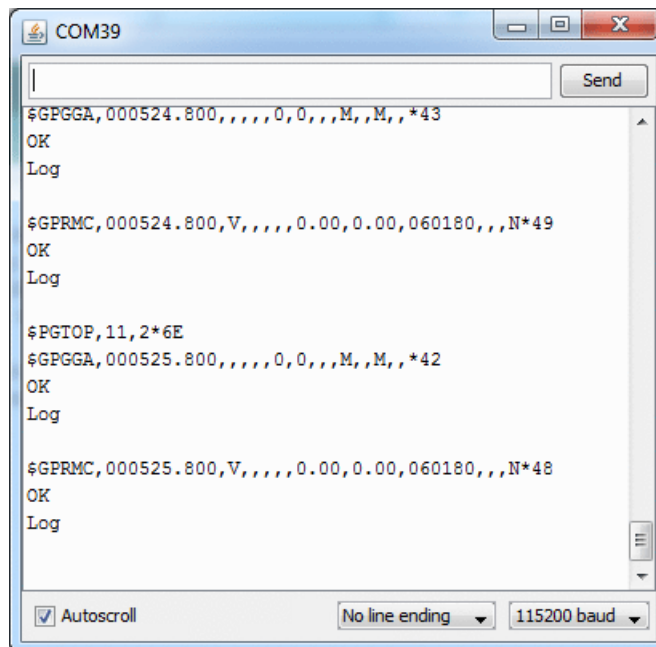 COM39
Send
$GPGGA,000524.800,,,,,0,0,,,M,,M,,*43
OK
Log
$GPRMC,000524.800,V,,,,,0.00,0.00,060180,,,N*49
OK
Log
$PGTOP,11,2*6E
$GPGGA,000525.800,,,,,0,0,,,M,,M,,*42
OK
Log
$GPRMC,000525.800,V,,,,,0.00,0.00,060180,,,N*48
OK
Log
Autoscroll
No line ending
115200 baud